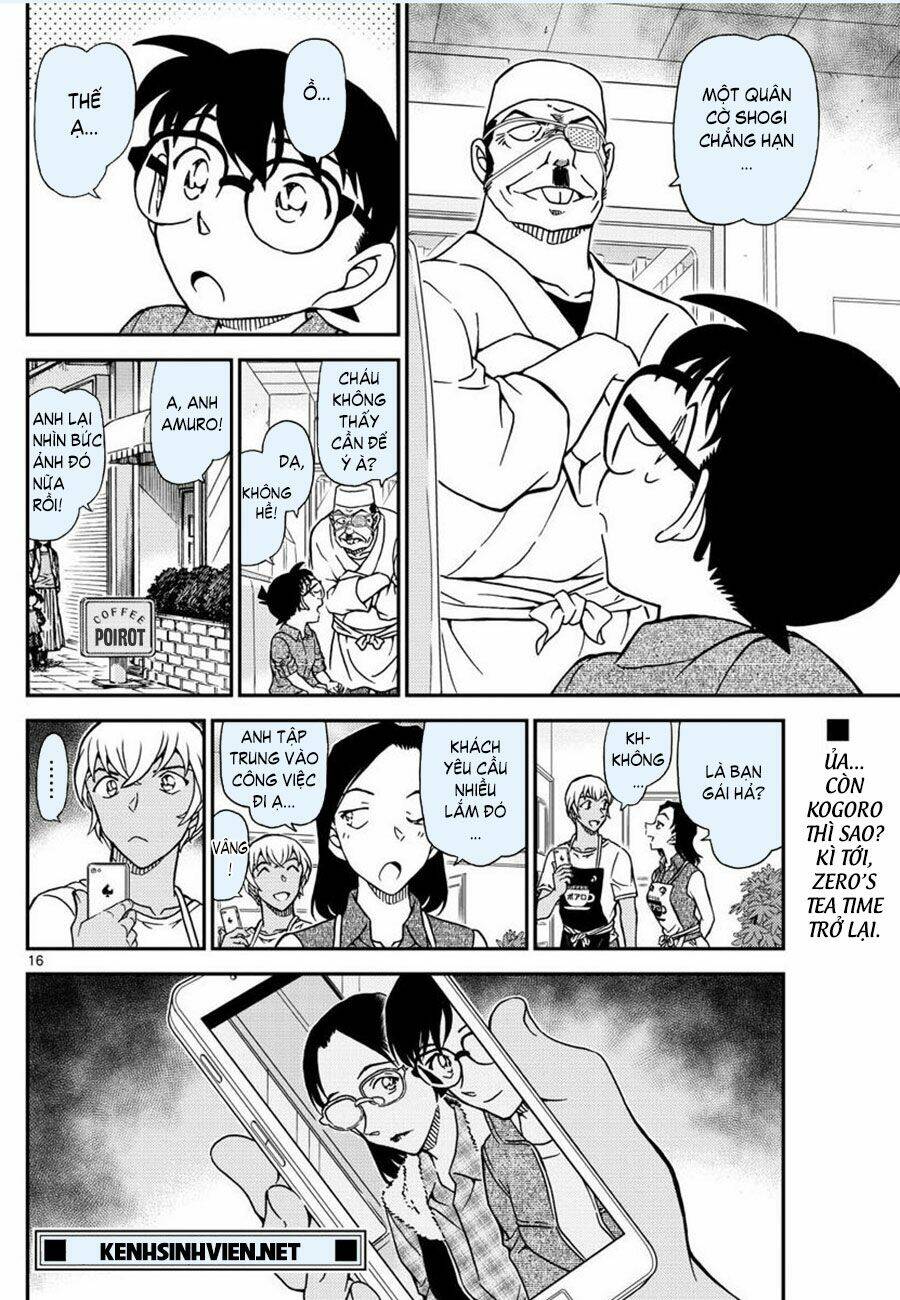 MỘT QUÂN
CỜ SHOGI
CHẲNG HẠN
...
Ồ...
THẾ
Ạ...
CHÁU
KHÔNG
THẤY
CẦN ĐỂ
Ý À?
DẠ,
KHÔNG
HỀ!
A, ANH
AMURO!
ANH LẠI
NHÌN BỨC
ẢNH ĐÓ
NỮA
RỒI!
COFFEE
POIROT
LÀ BẠN
GÁI HẢ?
KH-
KHÔNG
...
ポアロ
KHÁCH
YÊU CẦU
NHIỀU
LẮM ĐÓ
...
ANH TẬP
TRUNG VÀO
CÔNG VIỆC
ĐI Ạ...
VÂNG
!
......
ỦA...
CÒN
KOGORO
THÌ SAO?
KÌ TỚI,
ZERO'S
TEA TIME
TRỞ LẠI.
16
KENHSINHVIEN.NET